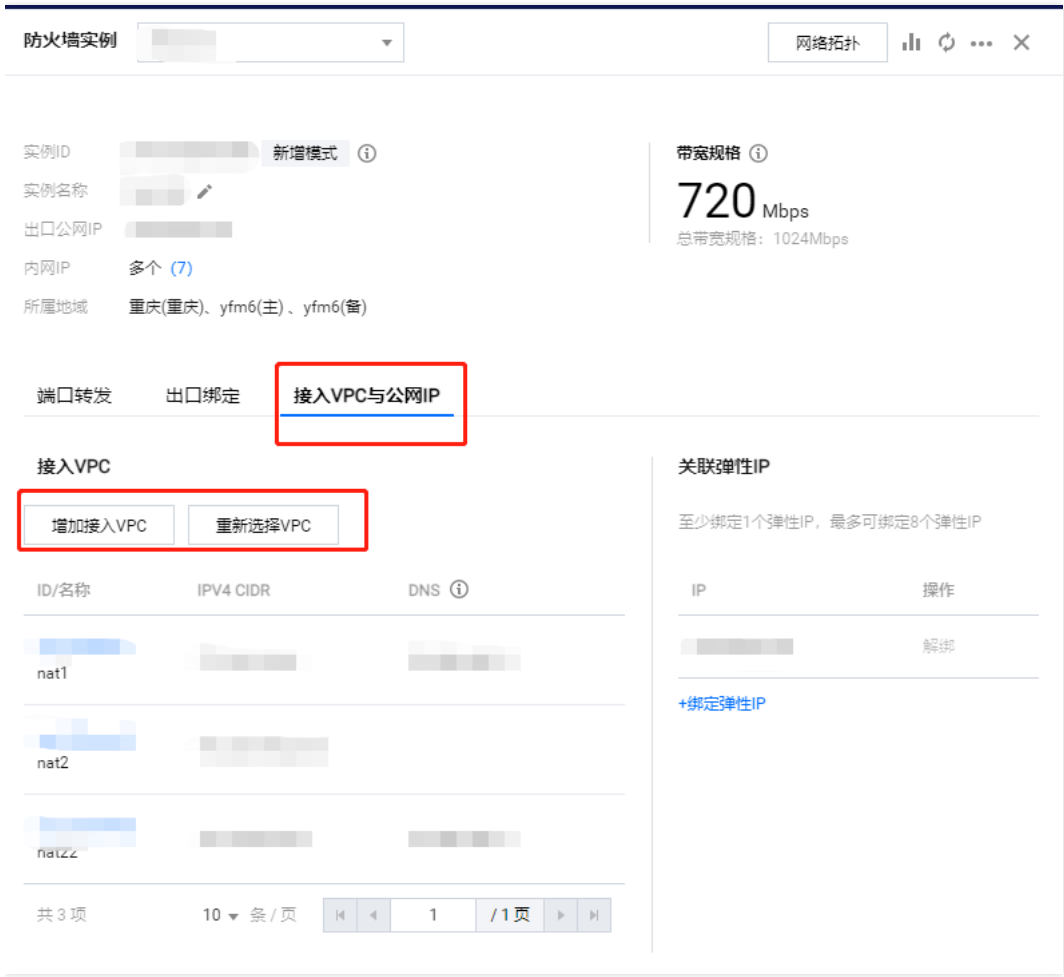 防火墙实例
网络拓扑
实例ID 新增模式
实例名称
出口公网IP
内网IP 多个 (7)
所属地域 重庆(重庆)、yfm6(主) 、yfm6(备)
带宽规格
720 Mbps
总带宽规格：1024Mbps
端口转发 出口绑定 接入VPC与公网IP
接入VPC
增加接入VPC 重新选择VPC
ID/名称 IPV4 CIDR DNS
nat1
nat2
nat22
共 3 项 10 条 / 页 1 / 1 页
关联弹性IP
至少绑定1个弹性IP，最多可绑定8个弹性IP
IP 操作
解绑
+绑定弹性IP